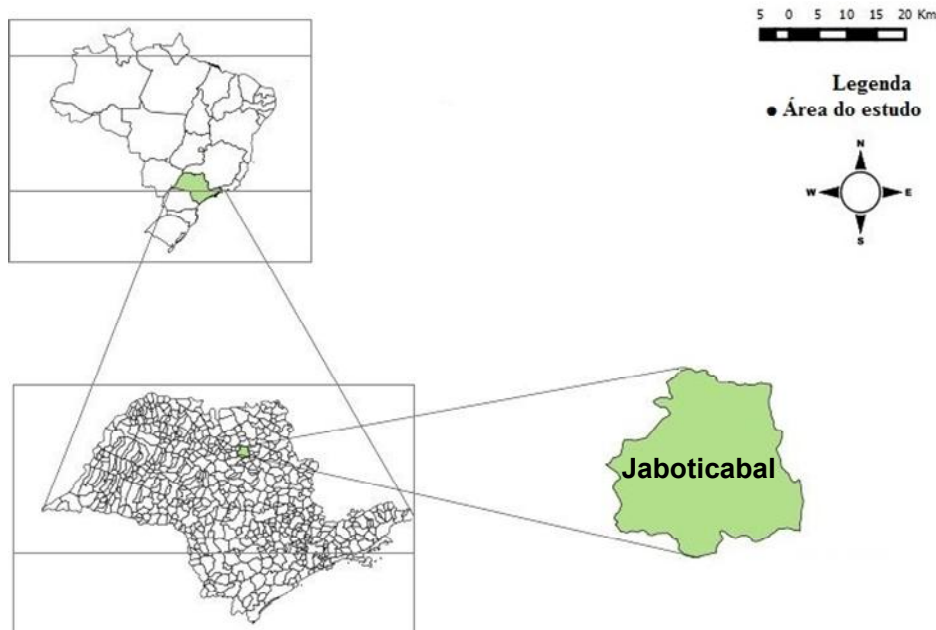 5 0 5 10 15 20 Km
Legenda
• Área do estudo
N
W E
S
Jaboticabal